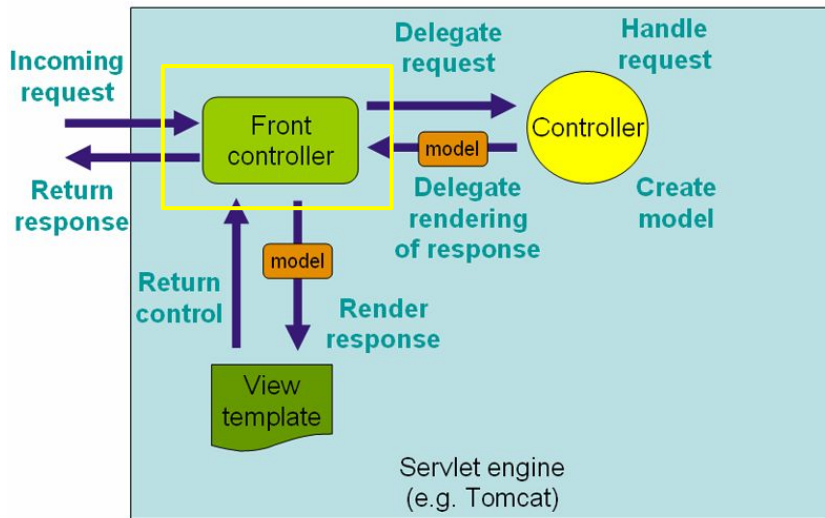 Incoming
request
Return
response
Front
controller
Delegate
request
Handle
request
Controller
model
Delegate
rendering
of response
Create
model
model
Return
control
Render
response
View
template
Servlet engine
(e.g. Tomcat)